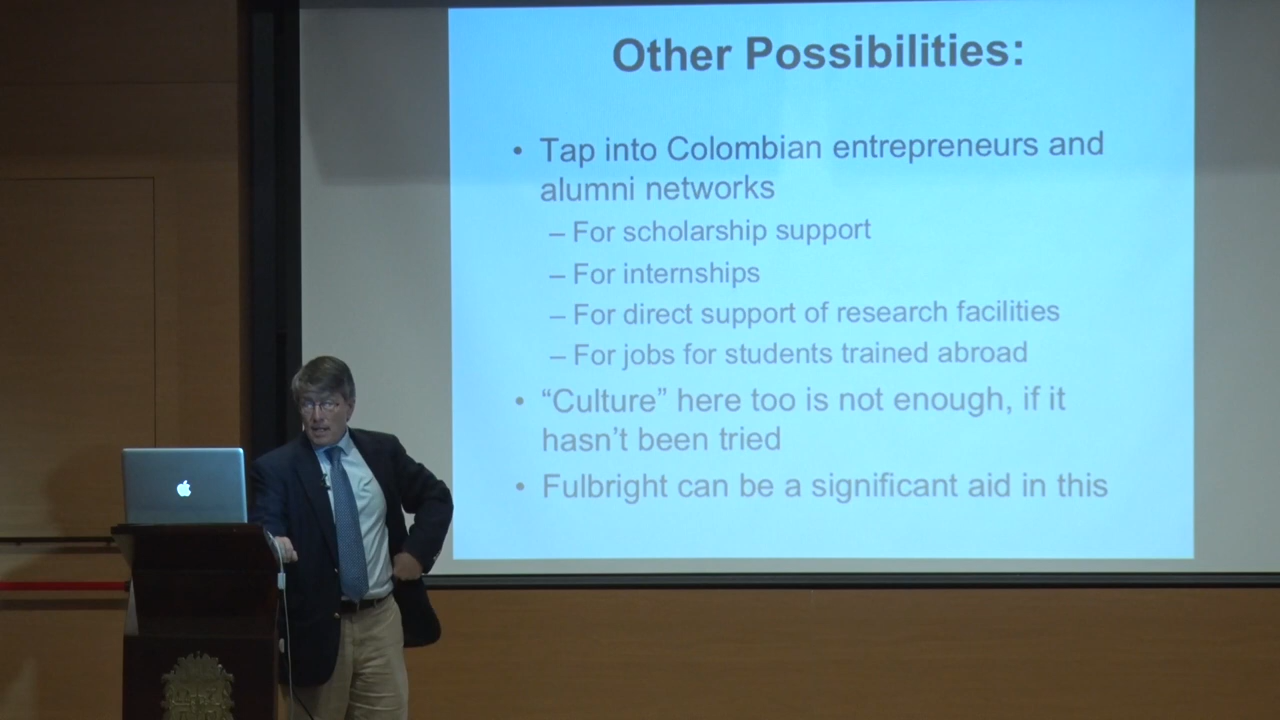 Other Possibilities:
• Tap into Colombian entrepreneurs and
alumni networks
– For scholarship support
– For internships
– For direct support of research facilities
– For jobs for students trained abroad
• “Culture” here too is not enough, if it
hasn’t been tried
• Fulbright can be a significant aid in this